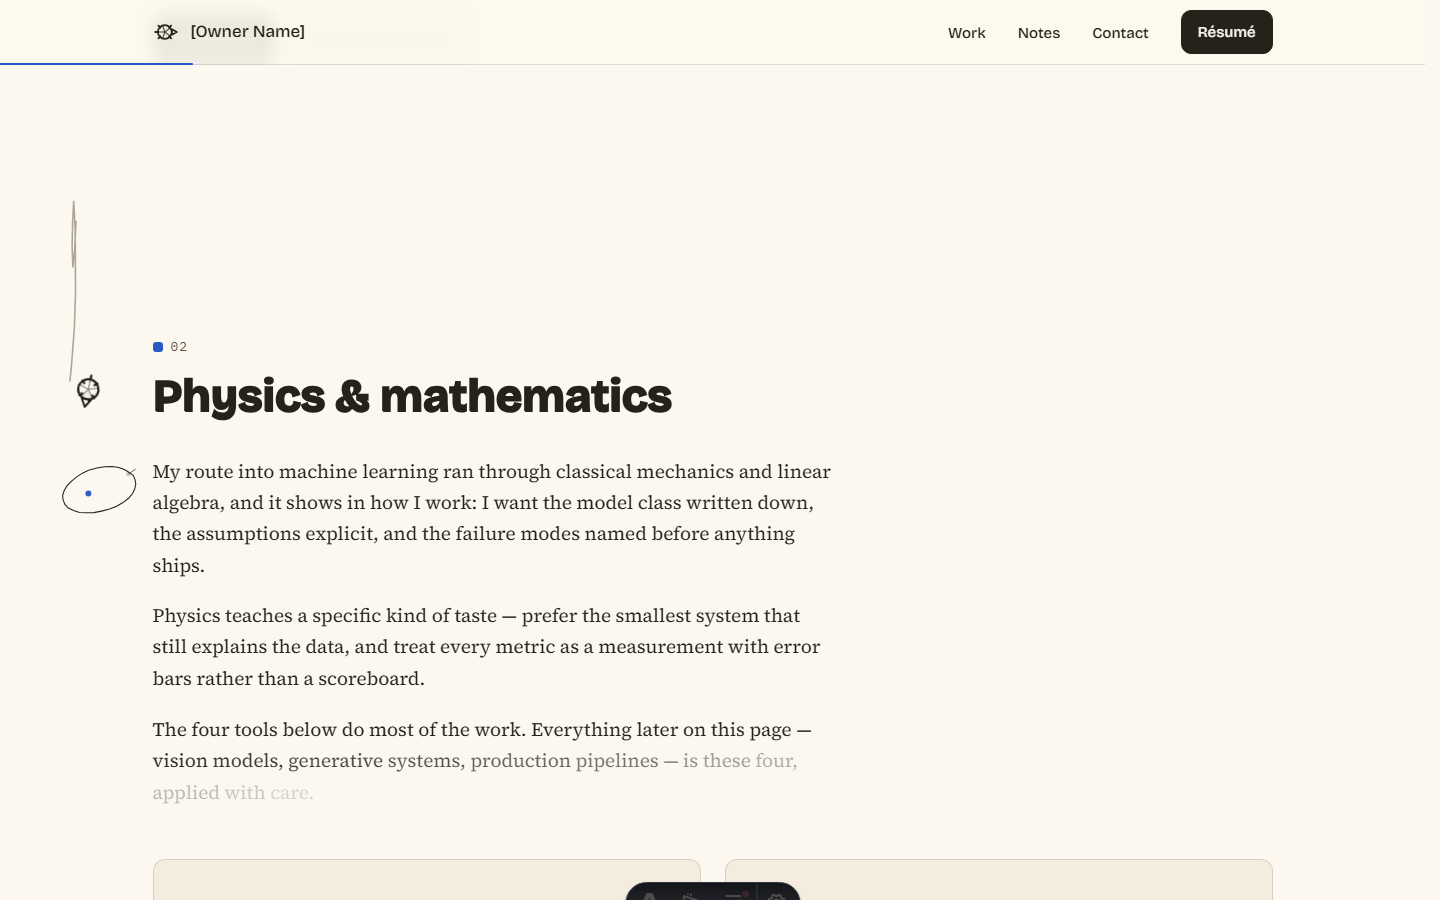 [Owner Name]
Work
Notes
Contact
Résumé
02
Physics & mathematics
My route into machine learning ran through classical mechanics and linear
algebra, and it shows in how I work: I want the model class written down,
the assumptions explicit, and the failure modes named before anything
ships.
Physics teaches a specific kind of taste — prefer the smallest system that
still explains the data, and treat every metric as a measurement with error
bars rather than a scoreboard.
The four tools below do most of the work. Everything later on this page —
vision models, generative systems, production pipelines — is these four,
applied with care.